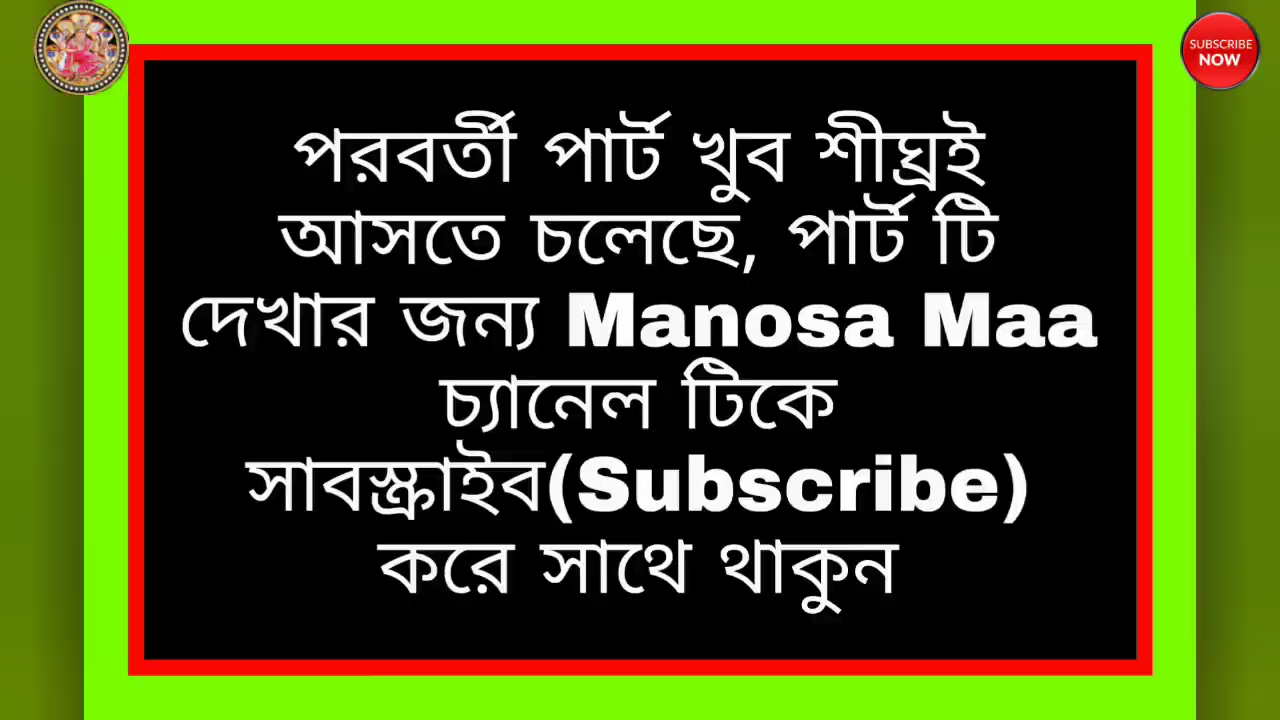 SUBSCRIBE
NOW
পরবর্তী পার্ট খুব শীঘ্রই
আসতে চলেছে, পার্ট টি
দেখার জন্য Manosa Maa
চ্যানেল টিকে
সাবস্ক্রাইব(Subscribe)
করে সাথে থাকুন